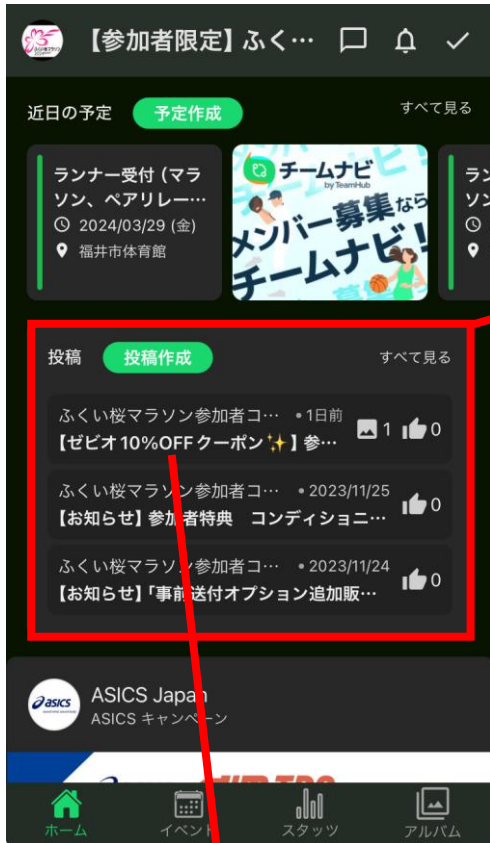 【参加者限定】ふく…
近日の予定
予定作成
すべて見る
ランナー受付(マラ
ソン、ペアリレー…
2024/03/29 (金)
福井市体育館
チームナビ
by TeamHub
メンバー募集なら
チームナビ!
ラン
ソン
投稿
投稿作成
すべて見る
ふくい桜マラソン参加者コ… •1日前
【ゼビオ10%OFFクーポン✨】参… 1 0
ふくい桜マラソン参加者コ… •2023/11/25
【お知らせ】参加者特典 コンディショニ… 0
ふくい桜マラソン参加者コ… •2023/11/24
【お知らせ】「事前送付オプション追加販… 0
asics
ASICS Japan
ASICS キャンペーン
ホーム
イベント
スタッツ
アルバム